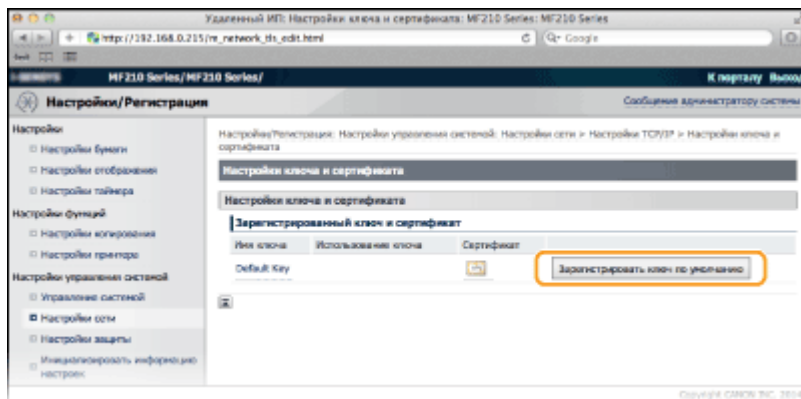 Удаленный ИП: Настройки ключа и сертификата: MF210 Series: MF210 Series
http://192.168.0.215/m_network_tls_edit.html
Google
MF210 Series/MF210 Series/
К порталу Выход
Настройки/Регистрация
Сообщение администратору системы
Настройки
Настройки бумаги
Настройки отображения
Настройки таймера
Настройки функций
Настройки копирования
Настройки принтера
Настройки управления системой
Управление системой
Настройки сети
Настройки защиты
Инициализировать информацию
настроек
Настройки/Регистрация: Настройки управления системой: Настройки сети > Настройки TCP/IP > Настройки ключа и
сертификата
Настройки ключа и сертификата
Настройки ключа и сертификата
Зарегистрированный ключ и сертификат
Имя ключа Использование ключа Сертификат
Default Key
Зарегистрировать ключ по умолчанию
Copyright CANON INC. 2014